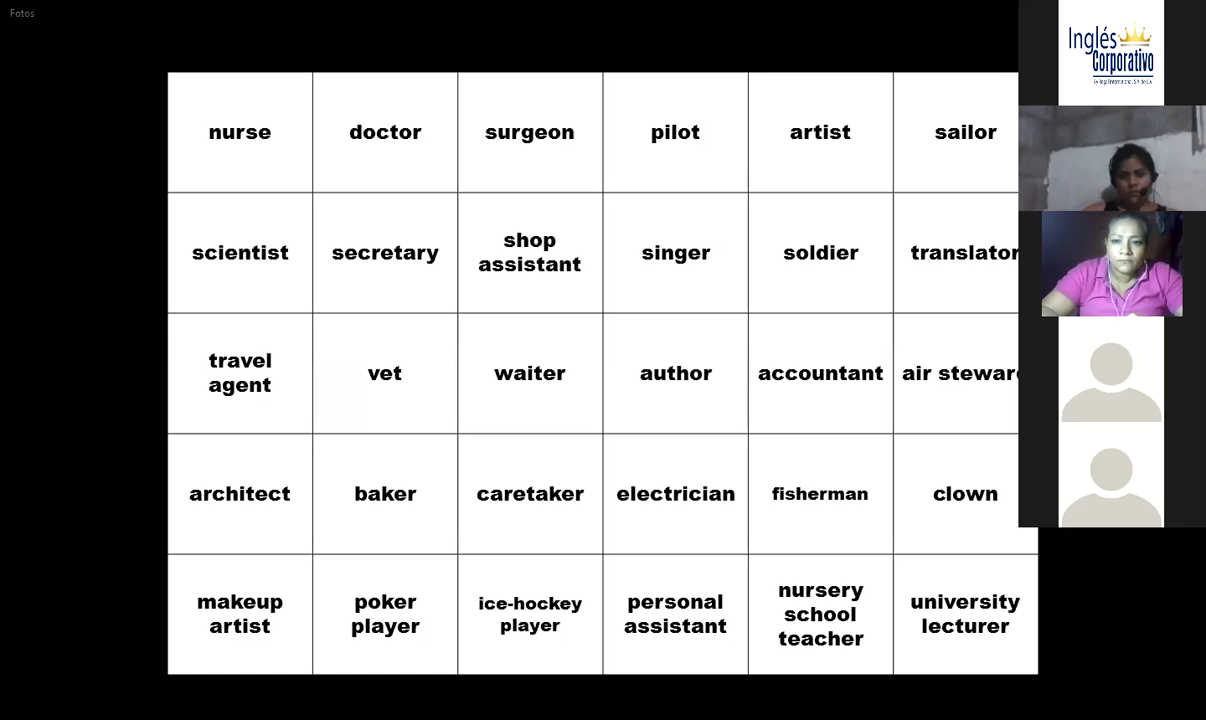 Fotos
Inglés
Corporativo
nurse
doctor
surgeon
pilot
artist
sailor
scientist
secretary
shop
assistant
singer
soldier
translator
travel
agent
vet
waiter
author
accountant
air steward
architect
baker
caretaker
electrician
fisherman
clown
makeup
artist
poker
player
ice-hockey
player
personal
assistant
nursery
school
teacher
university
lecturer